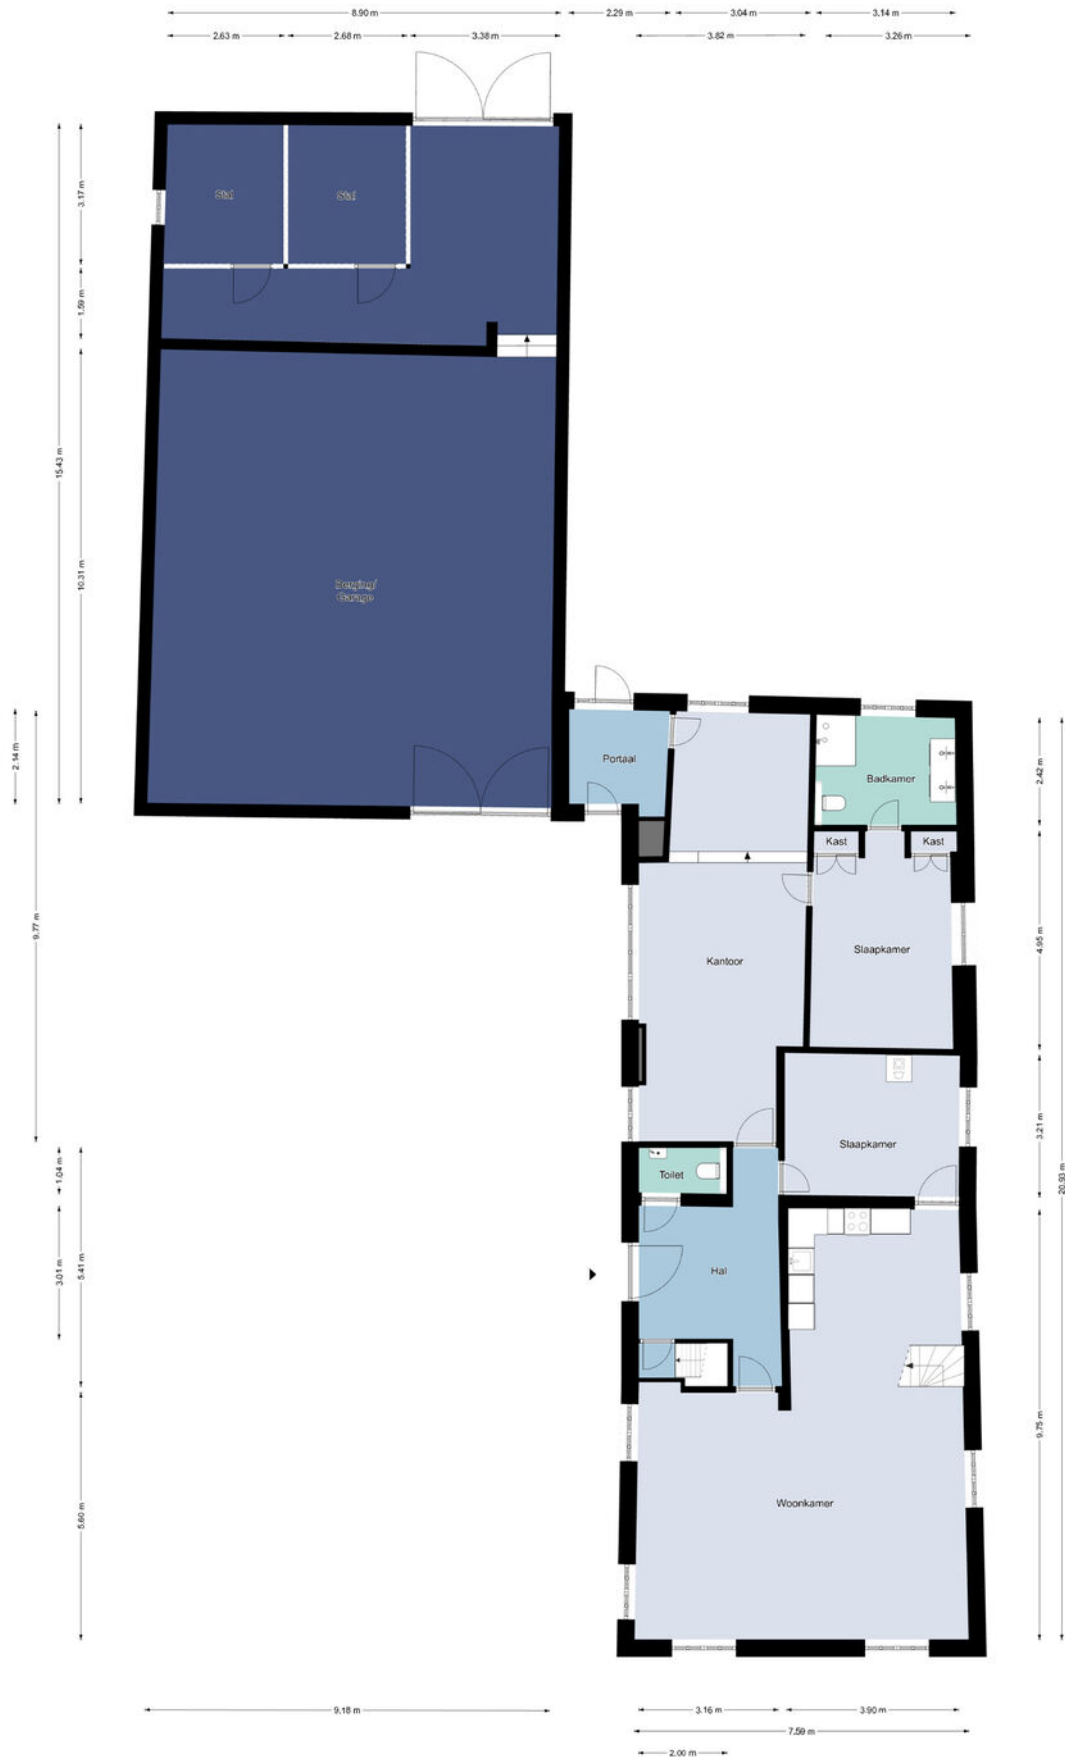 8.90 m
2.29 m
3.04 m
3.14 m
2.63 m
2.68 m
3.38 m
3.82 m
3.26 m
Stal
Stal
3.17 m
1.59 m
15.43 m
10.31 m
Berging/
Garage
2.14 m
9.77 m
Portaal
Badkamer
2.42 m
Kast
Kast
Kantoor
Slaapkamer
4.95 m
Slaapkamer
3.21 m
20.93 m
Toilet
1.04 m
Hal
3.01 m
5.41 m
9.75 m
Woonkamer
5.60 m
9.18 m
3.16 m
3.90 m
7.59 m
2.00 m